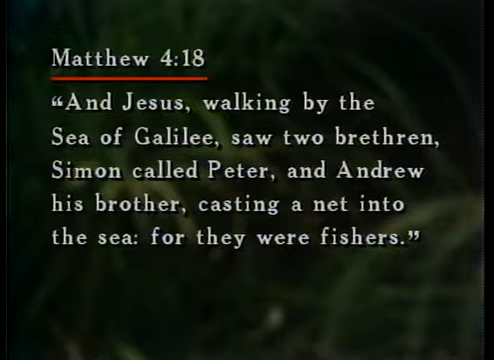 Matthew 4:18
“And Jesus, walking by the
Sea of Galilee, saw two brethren,
Simon called Peter, and Andrew
his brother, casting a net into
the sea: for they were fishers.”